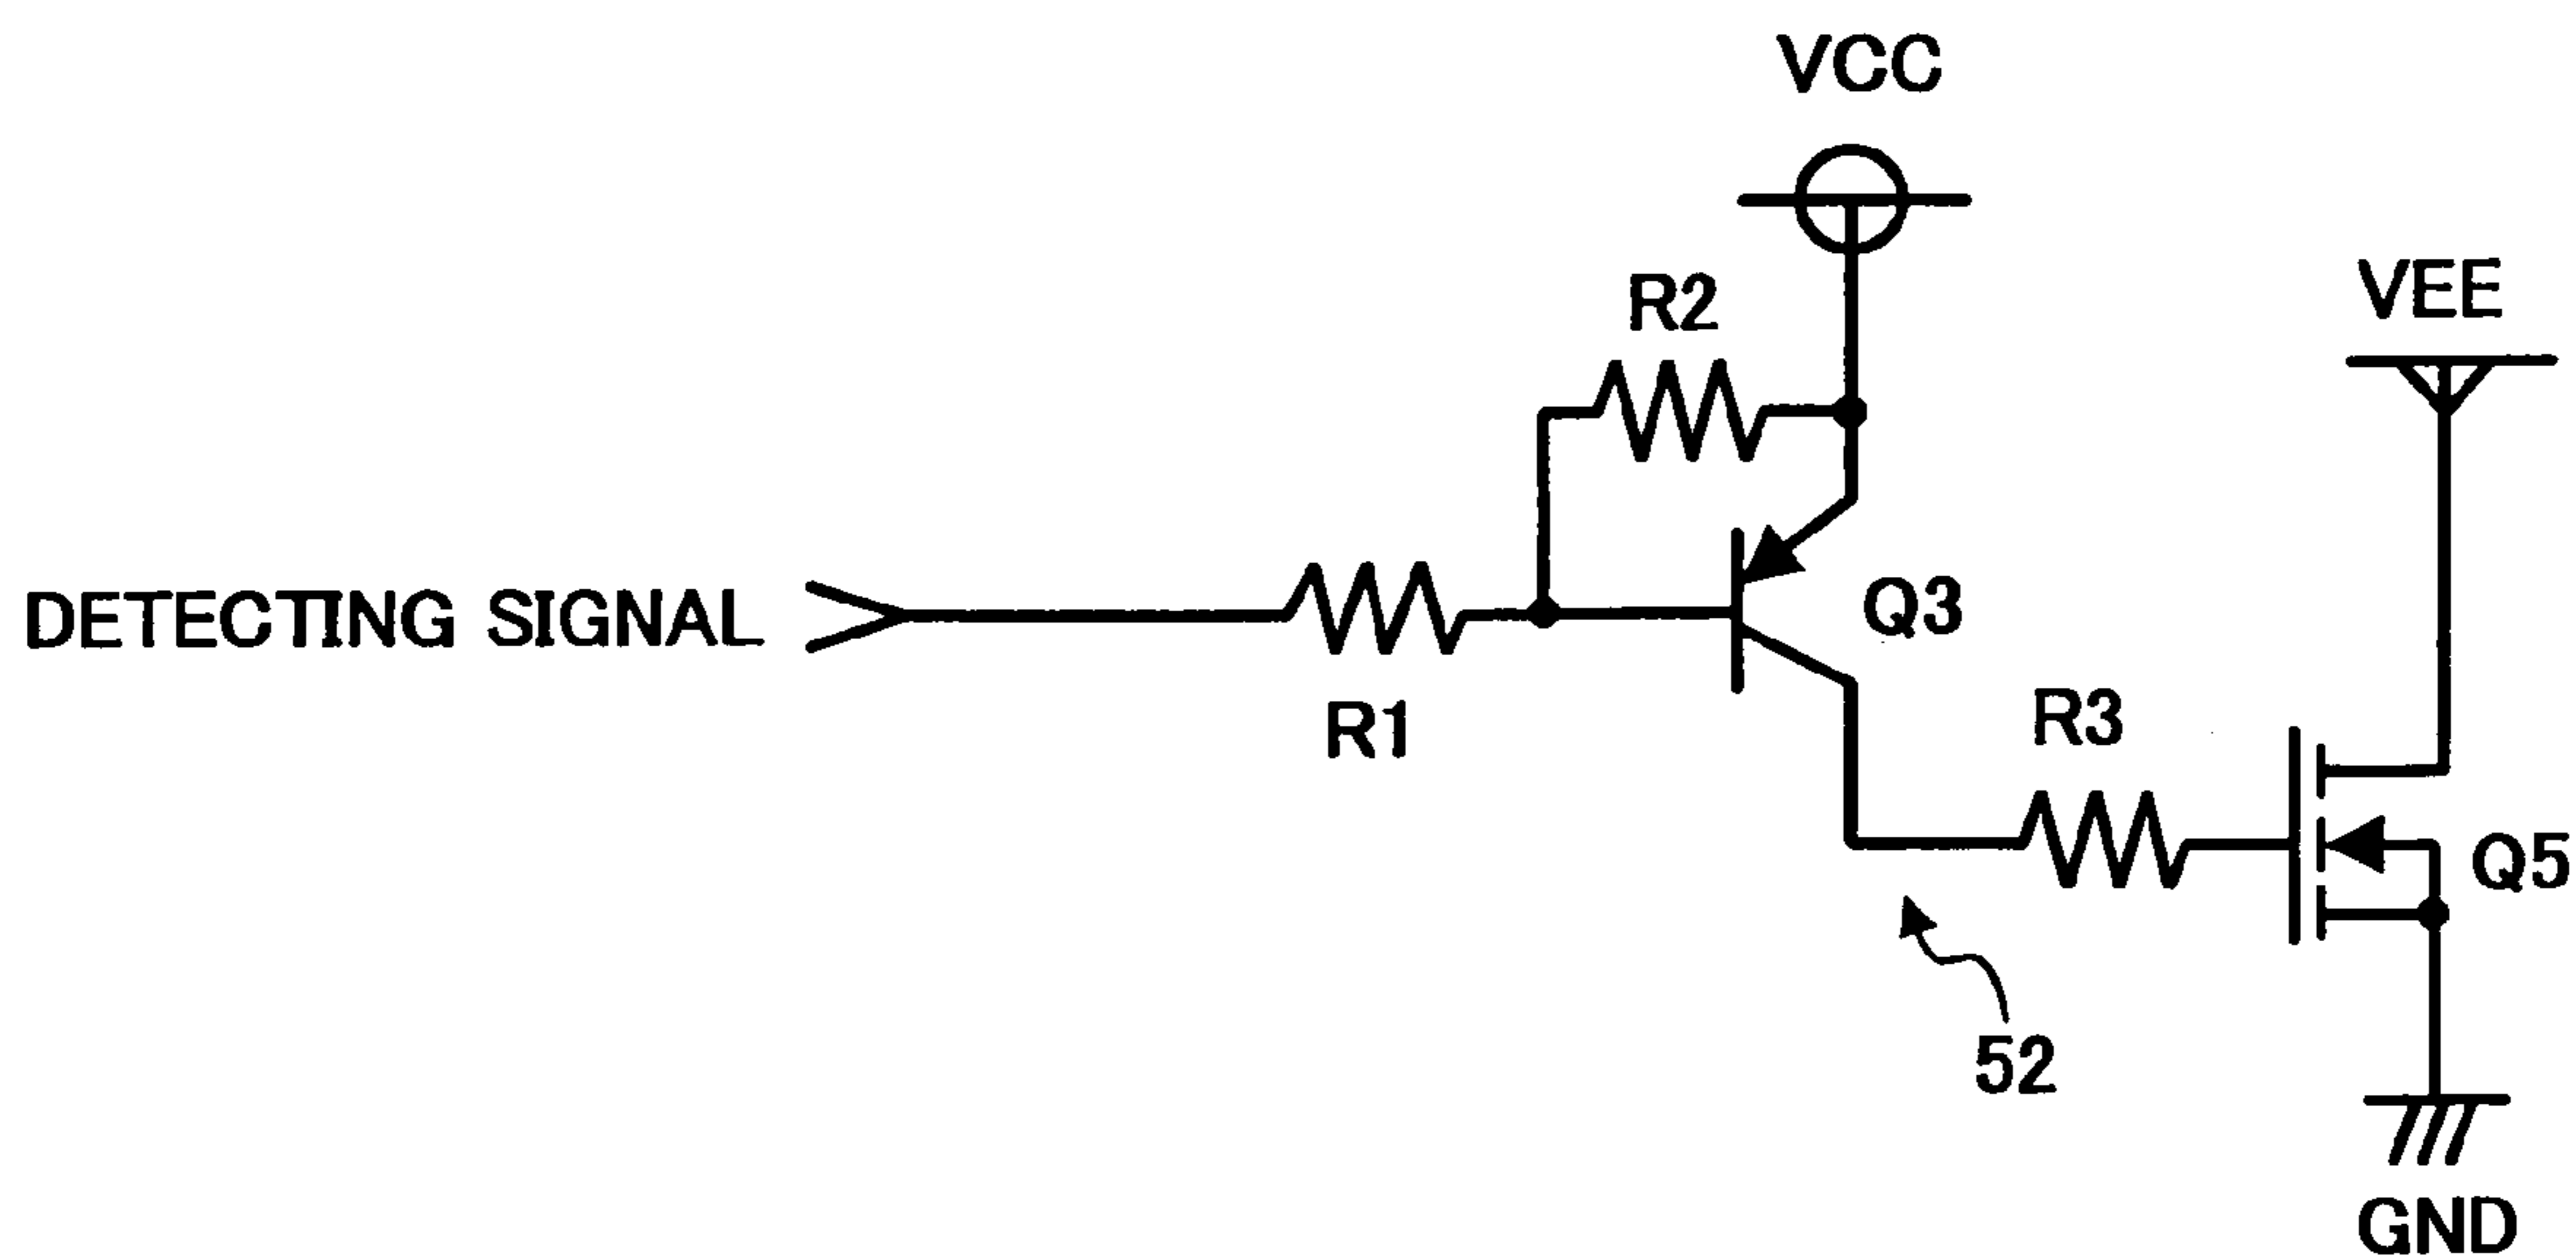 VCC
R2
VEE
DETECTING SIGNAL
Q3
R1
R3
Q5
52
GND